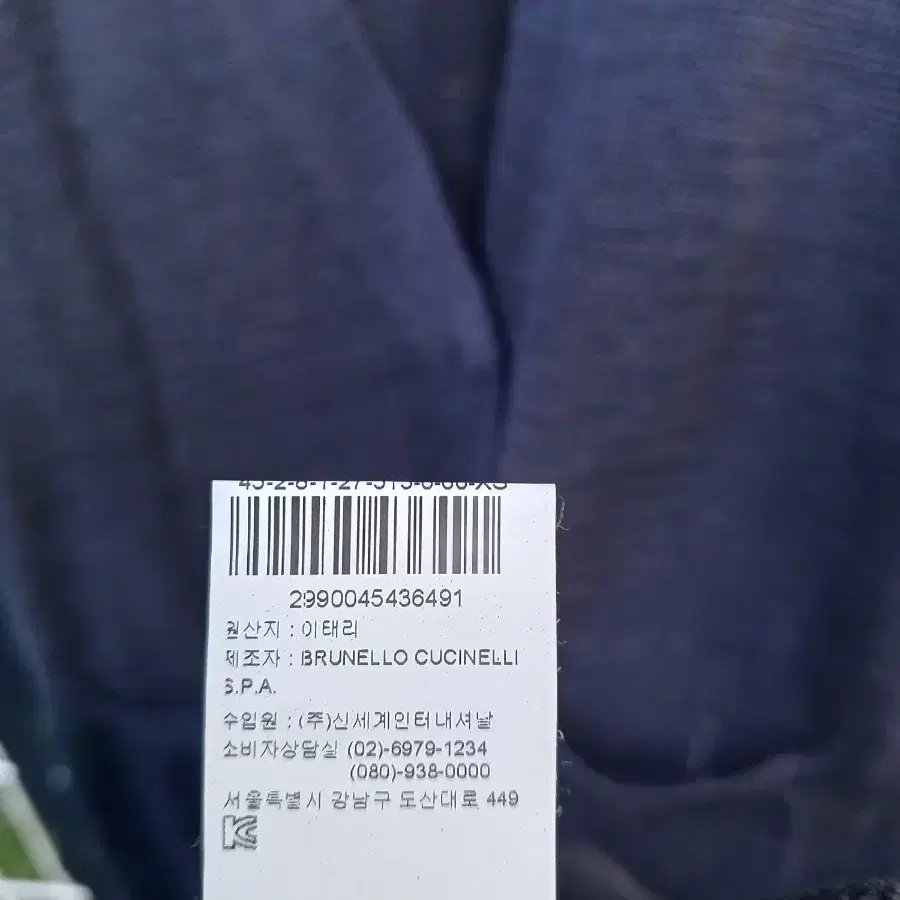 2990045436491
원산지 : 이태리
제조자 : BRUNELLO CUCINELLI
S.P.A.
수입원 : (주)신세계인터내셔날
소비자상담실 (02)-6979-1234
(080)-938-0000
서울특별시 강남구 도산대로 449